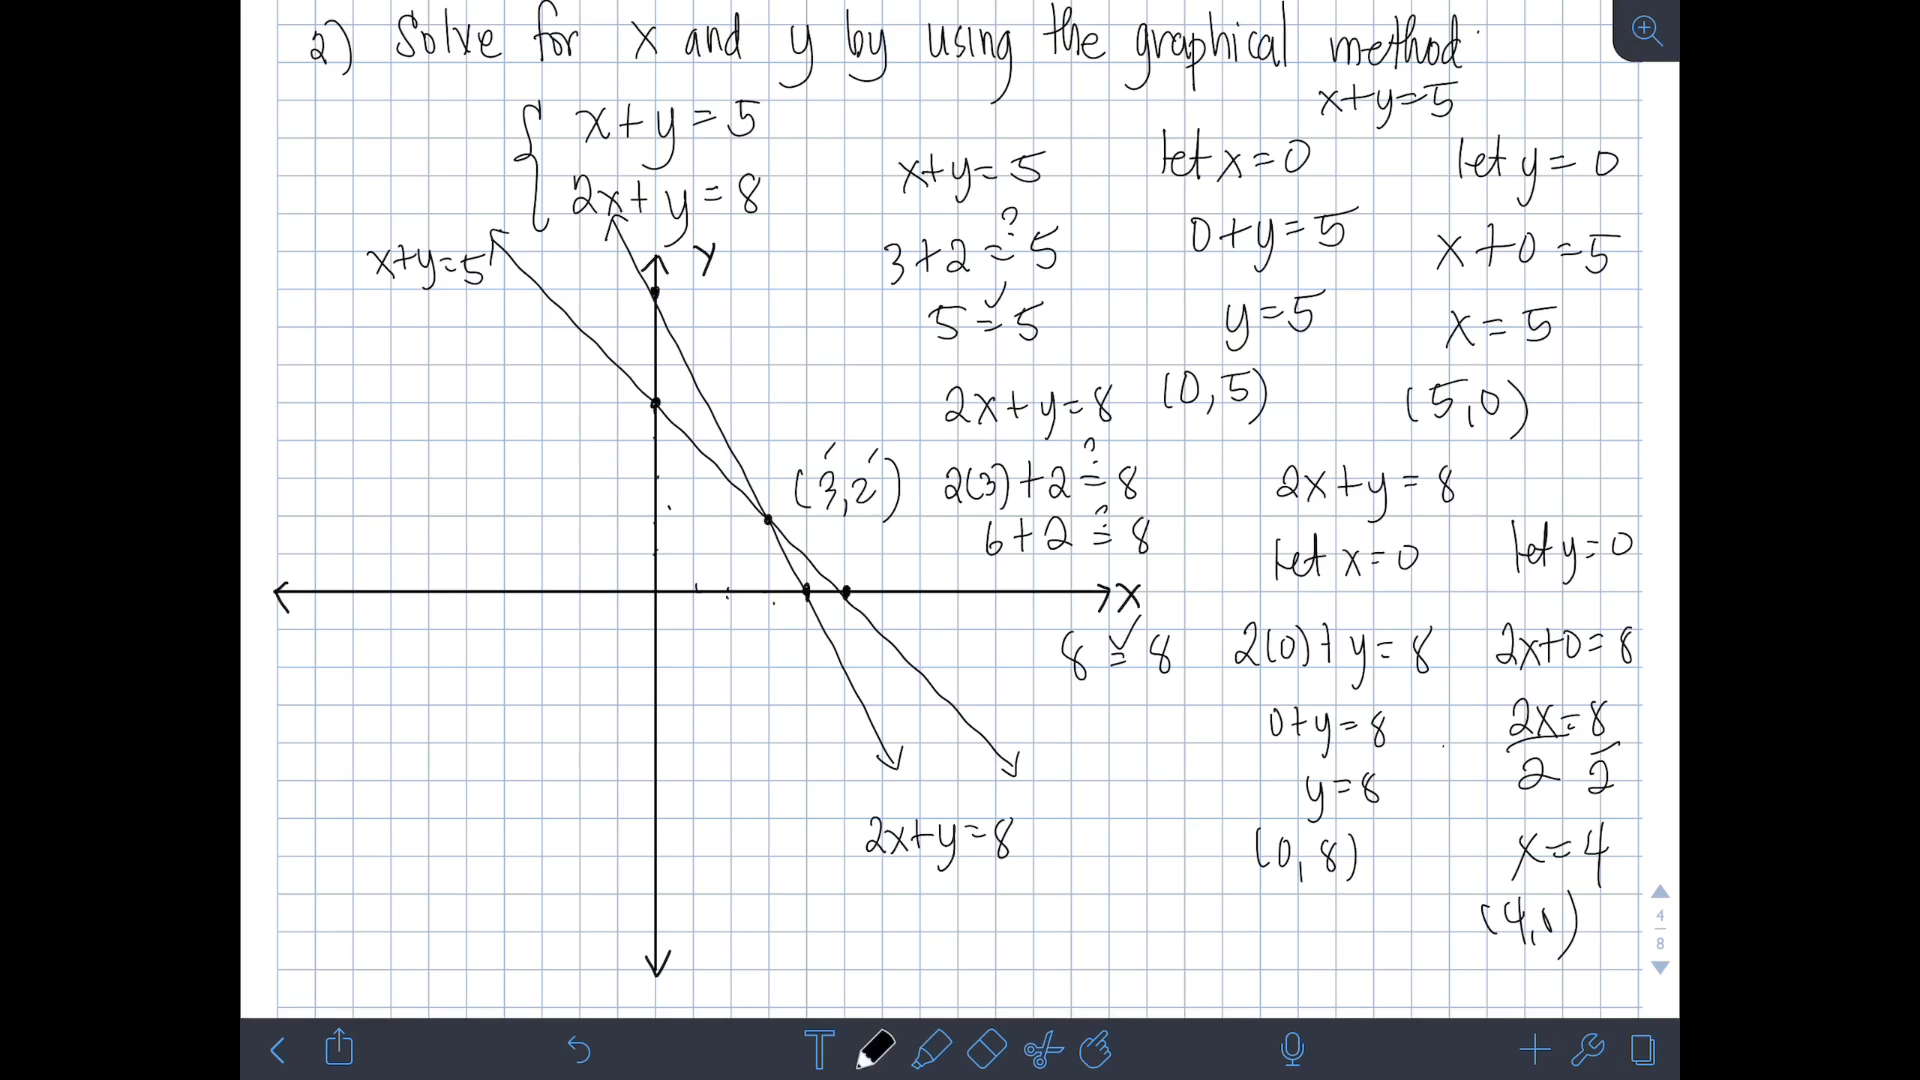 2) Solve for x and y by using the graphical method.
x+y=5
2x+y=8
x+y=5
Y
X
(3,2)
2x+y=8
x+y=5
3+2 ?= 5
5=5 ✓
2x+y=8
2(3)+2 ?= 8
6+2 ?= 8
8=8 ✓
x+y=5
let x=0
0+y=5
y=5
(0,5)
let y=0
x+0=5
x=5
(5,0)
2x+y=8
let x=0
2(0)+y=8
0+y=8
y=8
(0,8)
let y=0
2x+0=8
2x=8
2 2
x=4
(4,0)
4
8
T